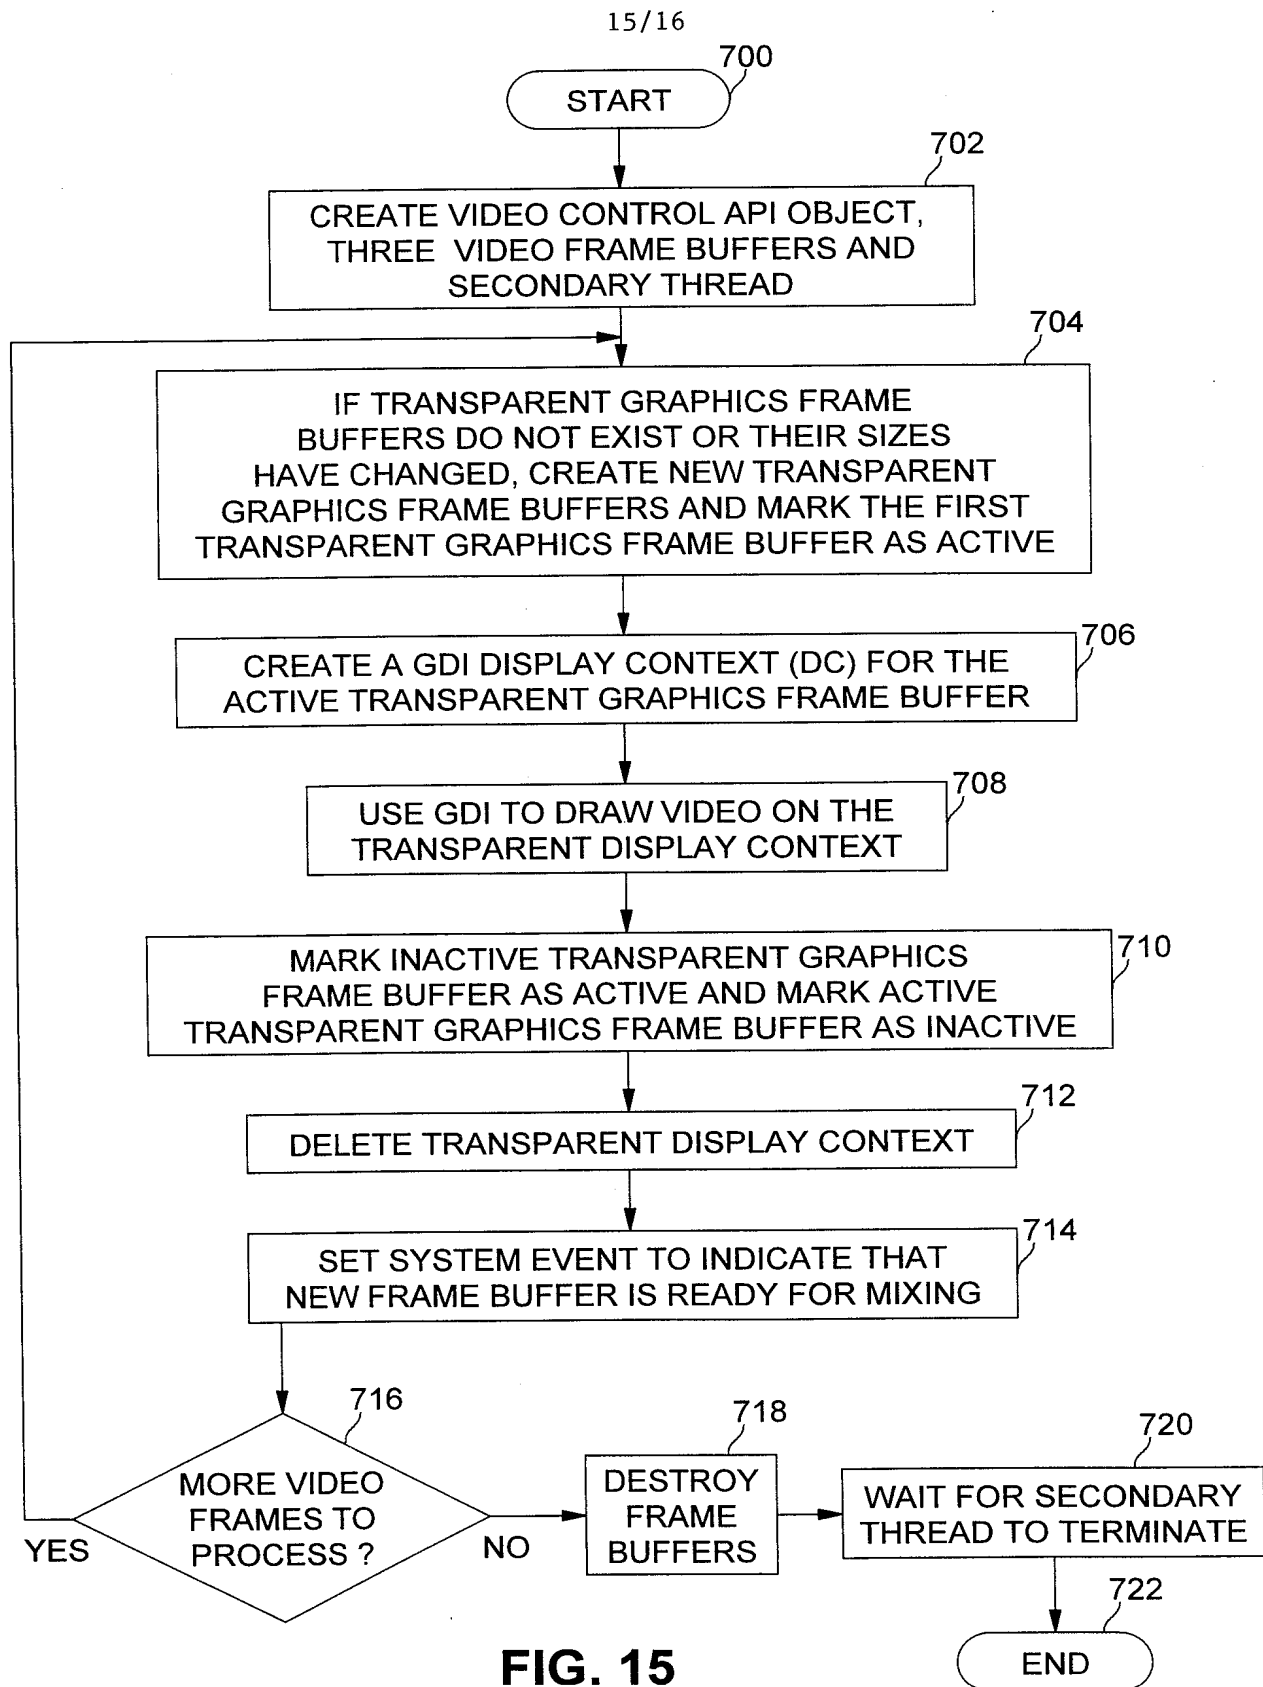 15/16
700
START
702
CREATE VIDEO CONTROL API OBJECT,
THREE VIDEO FRAME BUFFERS AND
SECONDARY THREAD
704
IF TRANSPARENT GRAPHICS FRAME
BUFFERS DO NOT EXIST OR THEIR SIZES
HAVE CHANGED, CREATE NEW TRANSPARENT
GRAPHICS FRAME BUFFERS AND MARK THE FIRST
TRANSPARENT GRAPHICS FRAME BUFFER AS ACTIVE
706
CREATE A GDI DISPLAY CONTEXT (DC) FOR THE
ACTIVE TRANSPARENT GRAPHICS FRAME BUFFER
708
USE GDI TO DRAW VIDEO ON THE
TRANSPARENT DISPLAY CONTEXT
710
MARK INACTIVE TRANSPARENT GRAPHICS
FRAME BUFFER AS ACTIVE AND MARK ACTIVE
TRANSPARENT GRAPHICS FRAME BUFFER AS INACTIVE
712
DELETE TRANSPARENT DISPLAY CONTEXT
714
SET SYSTEM EVENT TO INDICATE THAT
NEW FRAME BUFFER IS READY FOR MIXING
716
MORE VIDEO
FRAMES TO
PROCESS ?
YES
NO
718
DESTROY
FRAME
BUFFERS
720
WAIT FOR SECONDARY
THREAD TO TERMINATE
722
END
FIG. 15